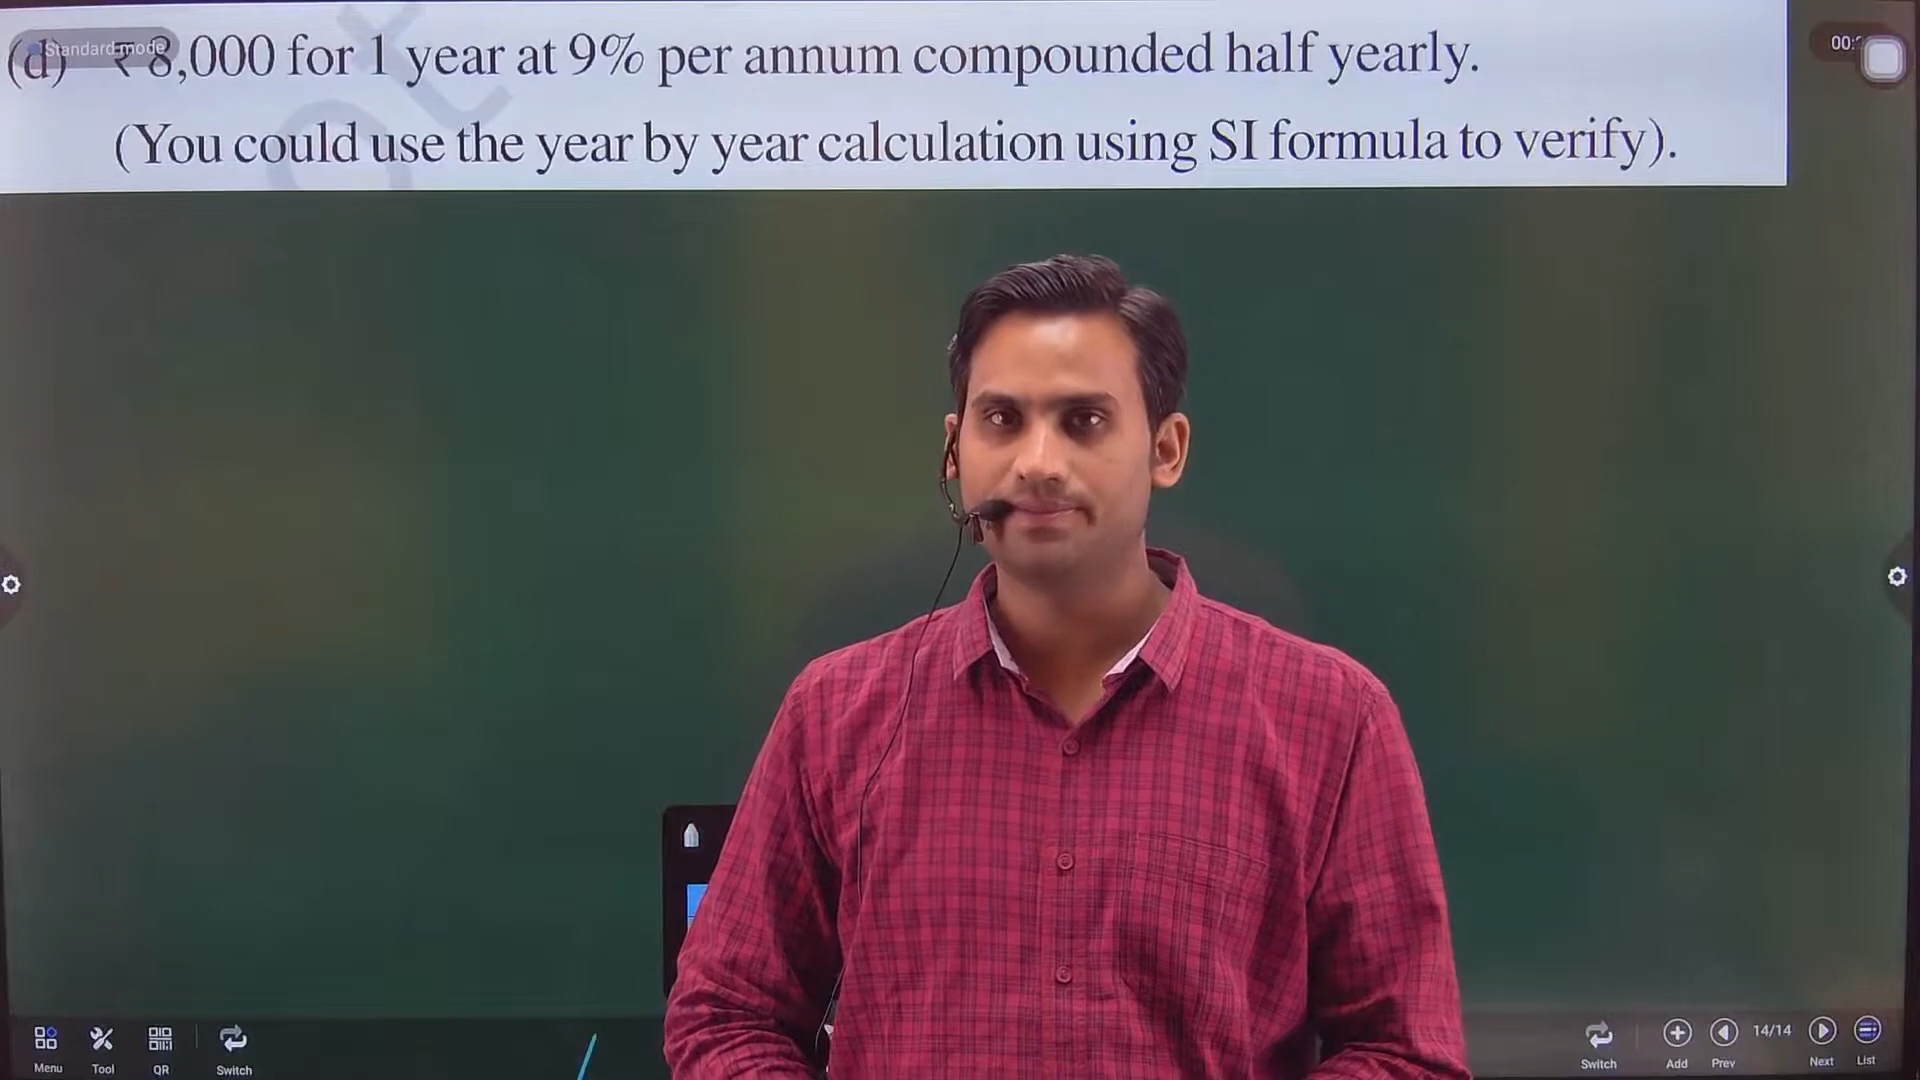 (d) ₹ 8,000 for 1 year at 9% per annum compounded half yearly.
Standard mode
(You could use the year by year calculation using SI formula to verify).
00:
Menu Tool QR Switch
Switch Add Prev 14/14 Next List